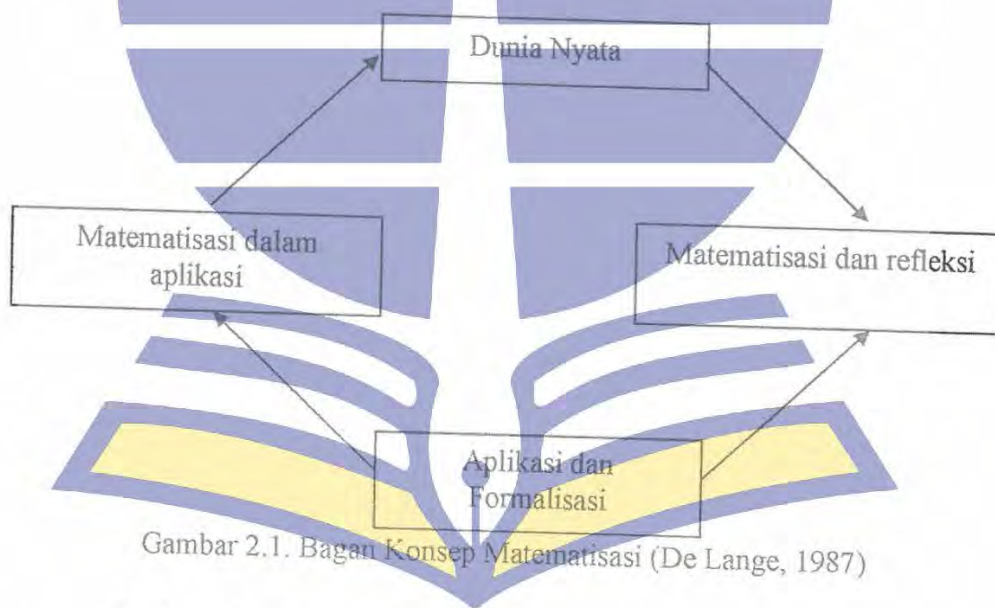 Dunia Nyata
Matematisasi dalam
aplikasi
Matematisasi dan refleksi
Aplikasi dan
Formalisasi
Gambar 2.1. Bagan Konsep Matematisasi (De Lange, 1987)